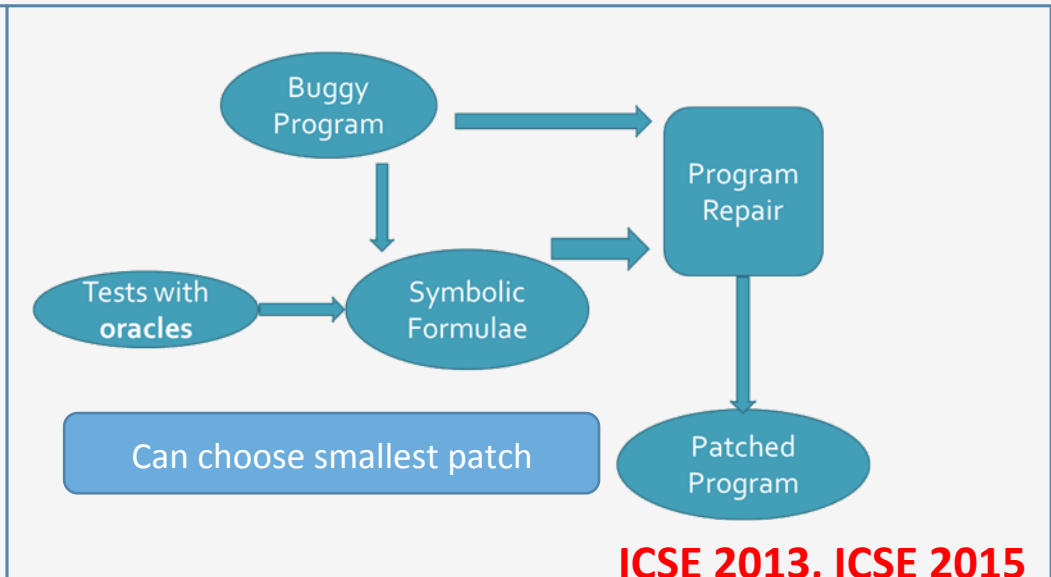 Buggy
Program
Program
Repair
Tests with
oracles
Symbolic
Formulae
Can choose smallest patch
Patched
Program
ICSE 2013, ICSE 2015